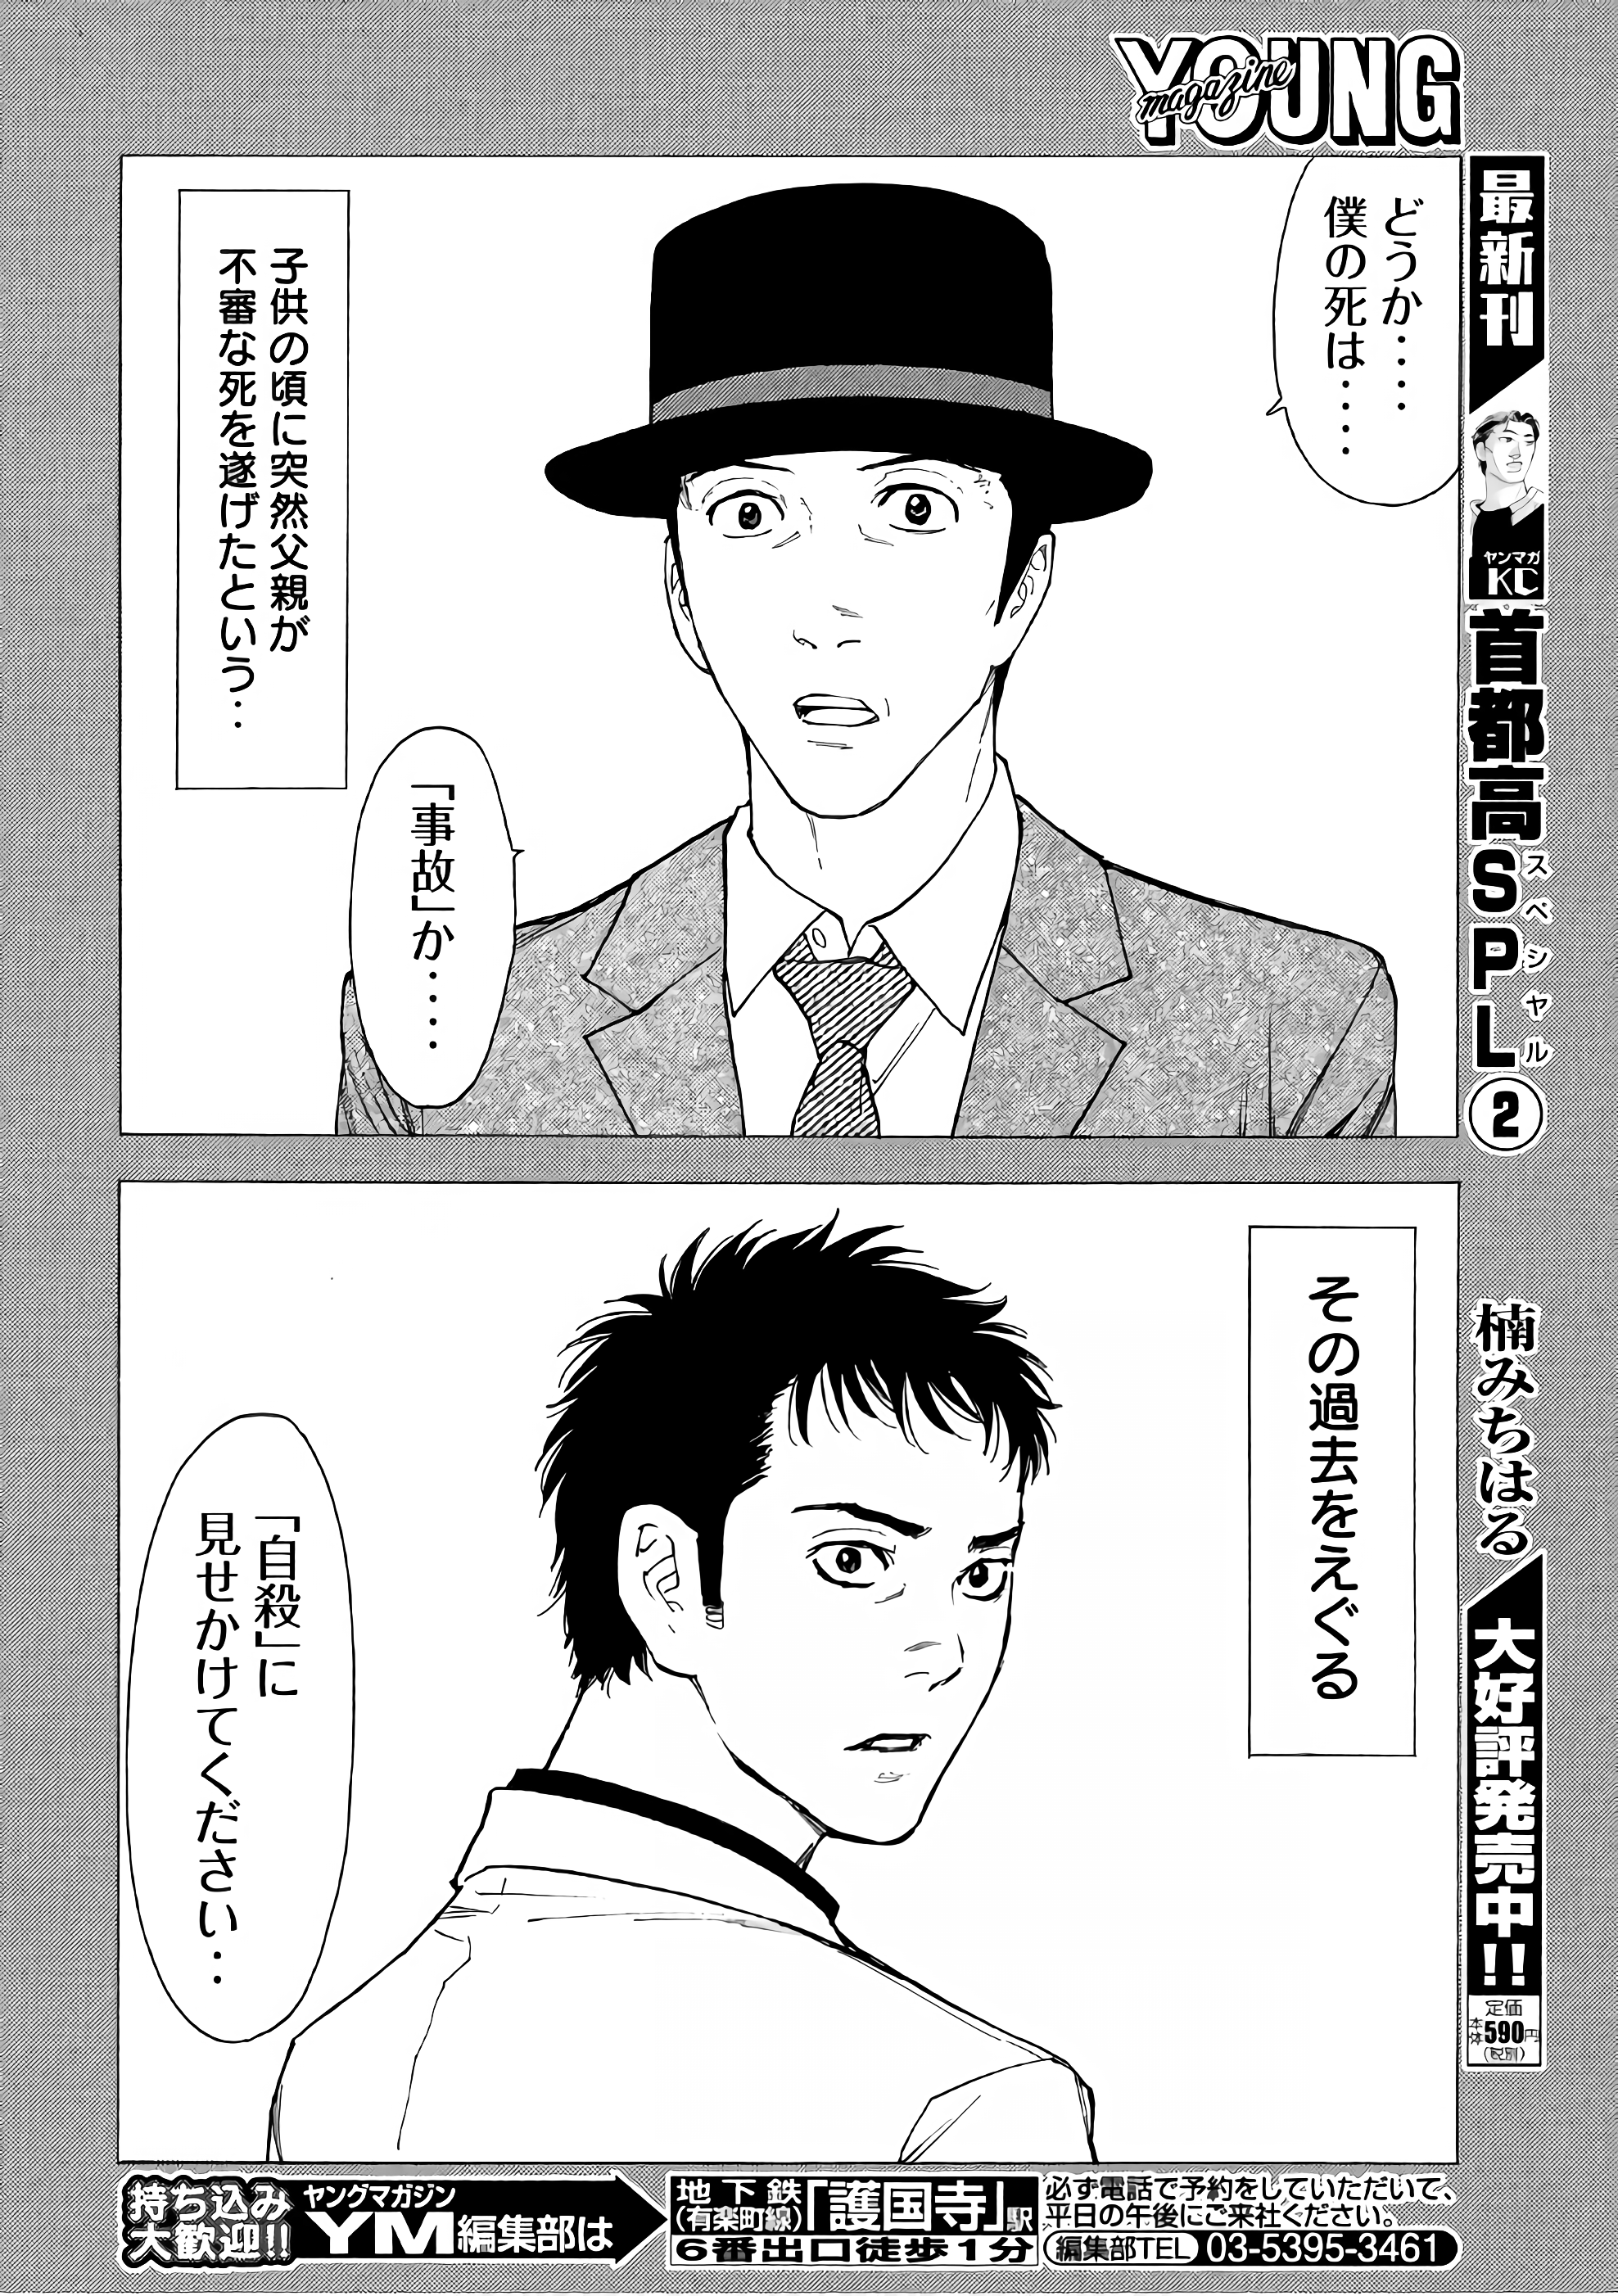 YOUNG
magazine
どうか‥‥
僕の死は‥‥
子供の頃に突然父親が
不審な死を遂げたという‥
「事故」か‥‥
その過去をえぐる
「自殺」に
見せかけてください‥
最新刊
ヤンマガ
KC
首都高SPL②
スペシャル
楠みちはる
大好評発売中!!
定価
本体590円
(税別)
持ち込み
大歓迎!!
ヤングマガジン
YM編集部は
地下鉄
(有楽町線)
「護国寺」駅
6番出口徒歩1分
必ず電話で予約をしていただいて、
平日の午後にご来社ください。
編集部TEL 03-5395-3461